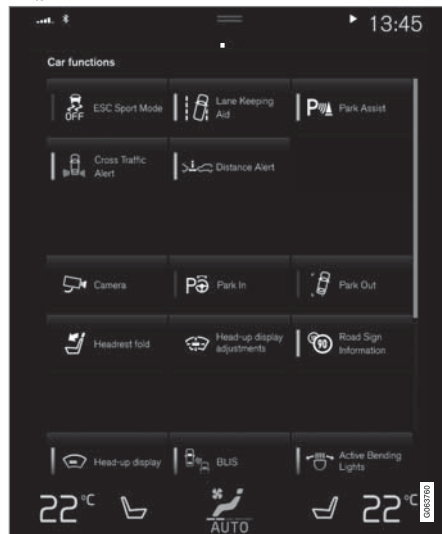 13:45
Car functions
OFF
ESC Sport Mode
Lane Keeping
Aid
P
Park Assist
Cross Traffic
Alert
Distance Alert
Camera
P
Park In
Park Out
Headrest fold
Head-up display
adjustments
90
Road Sign
Information
Head-up display
BLIS
Active Bending
Lights
22°C
AUTO
22°C
G063760